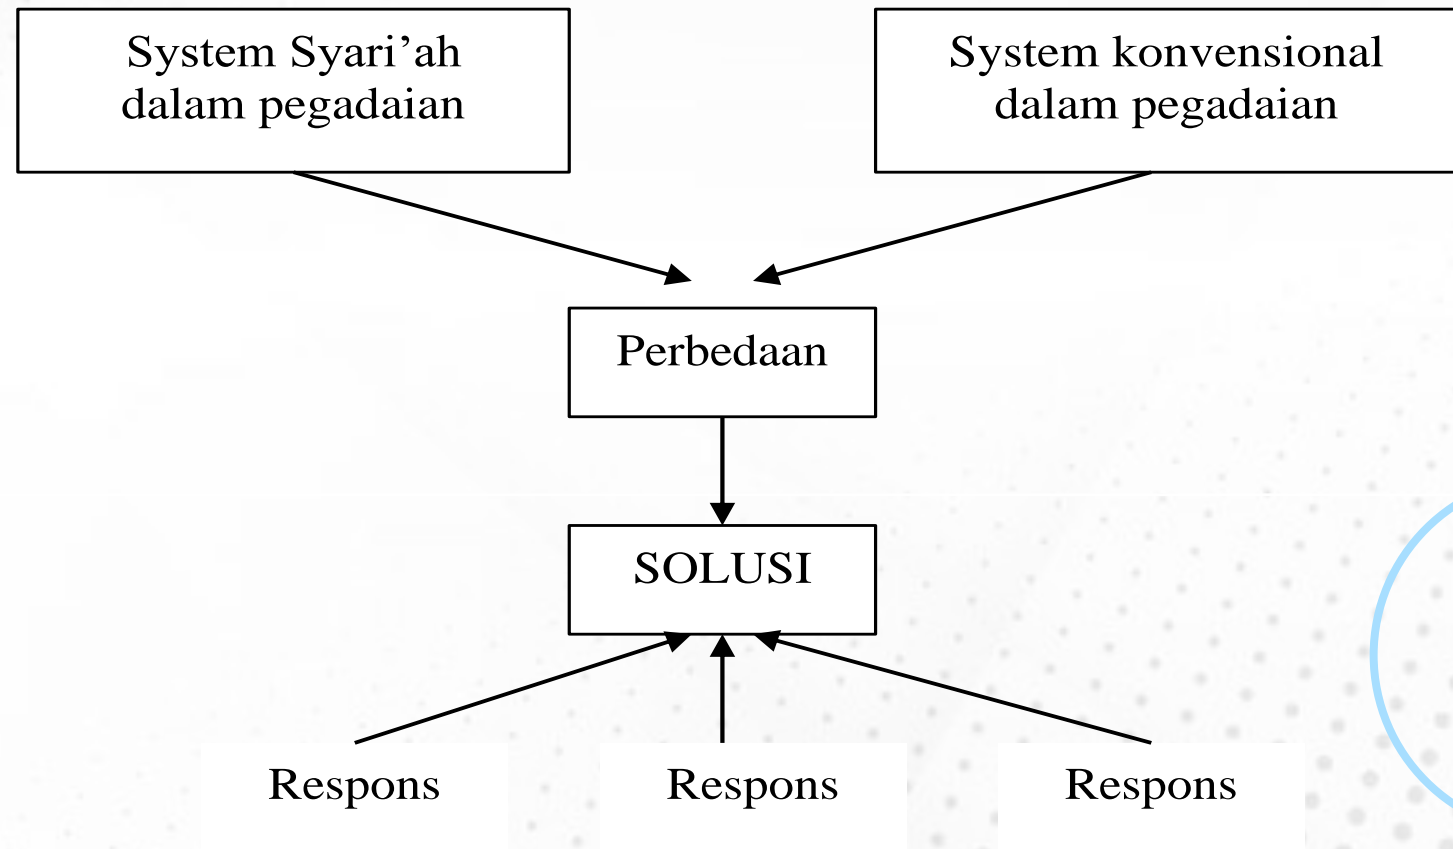 System Syari’ah
dalam pegadaian
System konvensional
dalam pegadaian
Perbedaan
SOLUSI
Respons
Respons
Respons